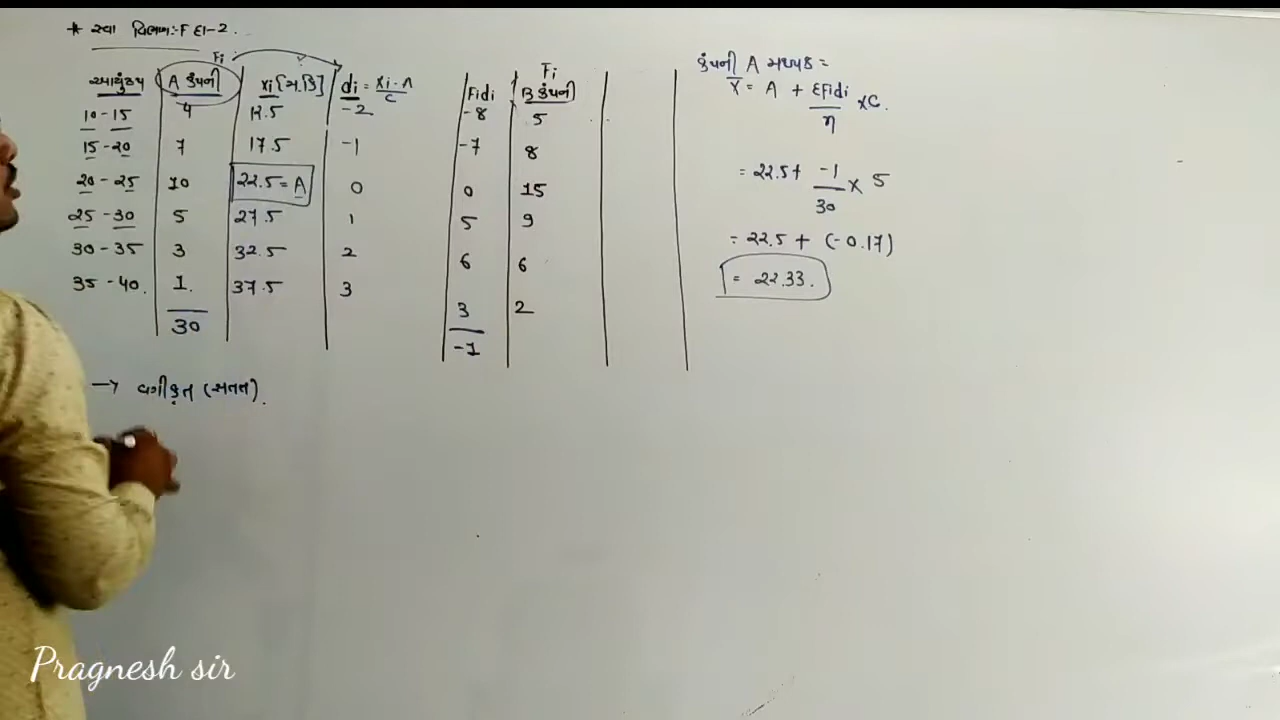 * સ્વા વિભાગ:-F દા-2.
Fi Fi
આયુષ્ય A કંપની xi [મ.કિ] di = xi - A / C Fidi B કંપની
10 - 15 4 12.5 -2 -8 5
15 - 20 7 17.5 -1 -7 8
20 - 25 10 22.5 = A 0 0 15
25 - 30 5 27.5 1 5 9
30 - 35 3 32.5 2 6 6
35 - 40. 1. 37.5 3 3 2
30 -1
→ વર્ગીકૃત (સતત).
કંપની A મધ્યક =
x̄ = A + ΣFidi / n × C.
= 22.5 + -1 / 30 × 5
= 22.5 + (-0.17)
= 22.33.
Pragnesh sir